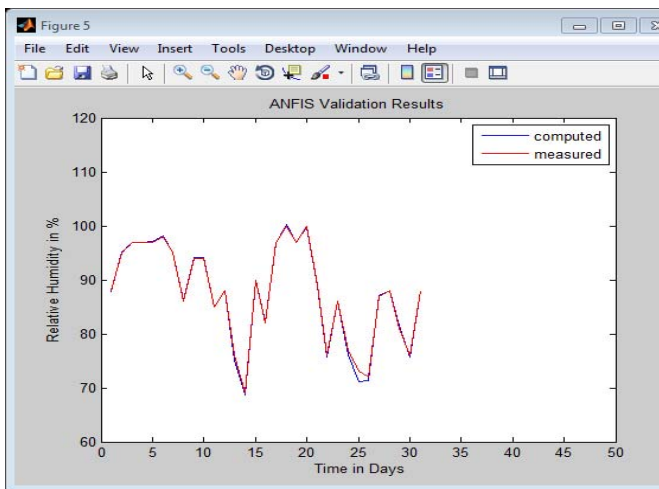 Figure 5
File Edit View Insert Tools Desktop Window Help
ANFIS Validation Results
computed
measured
Relative Humidity in %
120
110
100
90
80
70
60
0 5 10 15 20 25 30 35 40 45 50
Time in Days